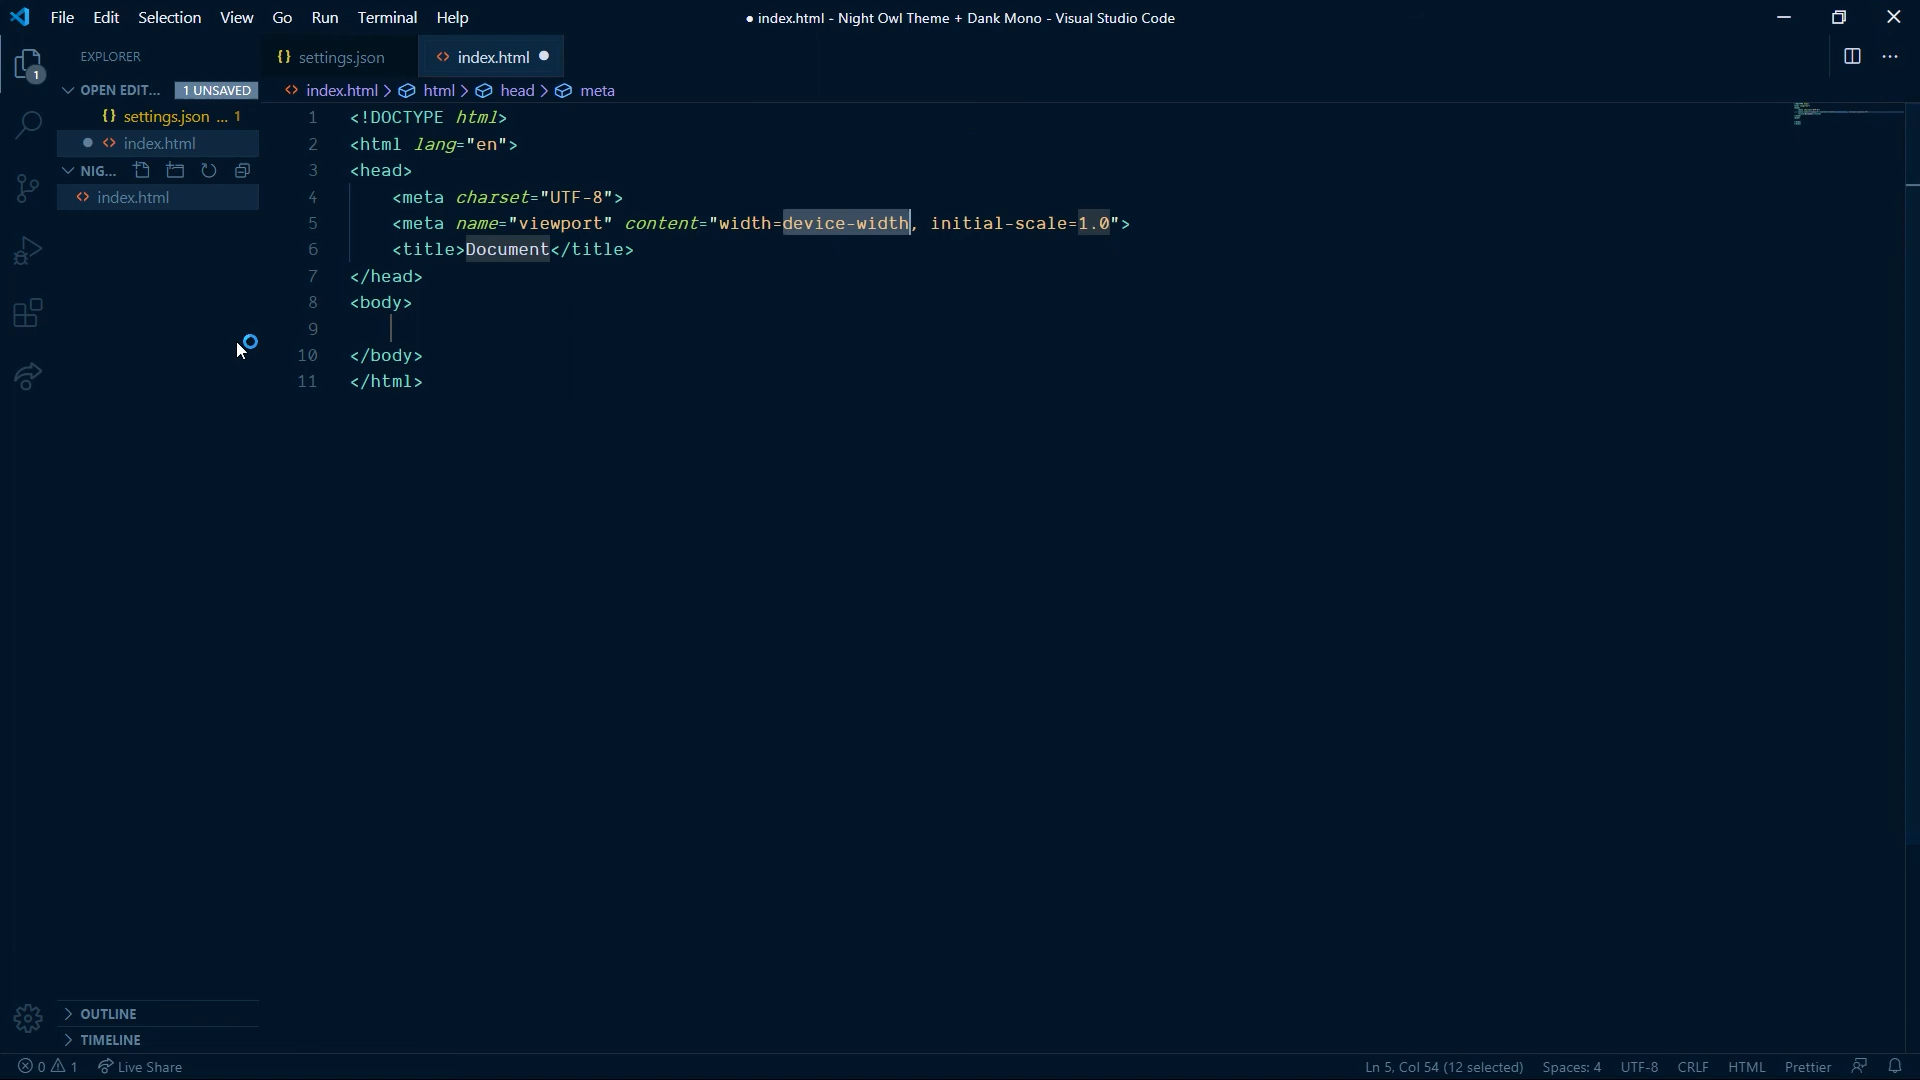 File Edit Selection View Go Run Terminal Help
● index.html - Night Owl Theme + Dank Mono - Visual Studio Code
EXPLORER
OPEN EDIT... 1 UNSAVED
{} settings.json ... 1
● <> index.html
NIG...
<> index.html
1
{} settings.json
<> index.html ●
<> index.html > html > head > meta
1 <!DOCTYPE html>
2 <html lang="en">
3 <head>
4 <meta charset="UTF-8">
5 <meta name="viewport" content="width=device-width, initial-scale=1.0">
6 <title>Document</title>
7 </head>
8 <body>
9
10 </body>
11 </html>
OUTLINE
TIMELINE
0 1 Live Share
Ln 5, Col 54 (12 selected) Spaces: 4 UTF-8 CRLF HTML Prettier